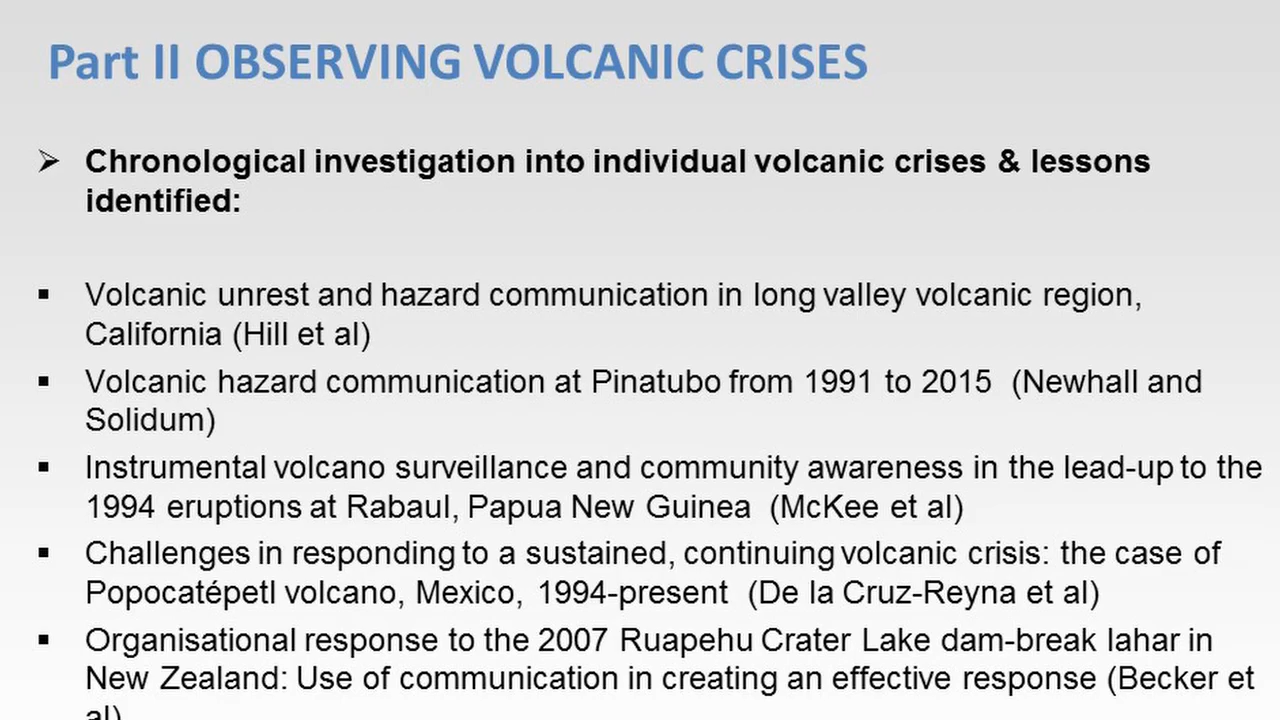 Part II OBSERVING VOLCANIC CRISES
➢ Chronological investigation into individual volcanic crises & lessons
identified:
▪ Volcanic unrest and hazard communication in long valley volcanic region,
California (Hill et al)
▪ Volcanic hazard communication at Pinatubo from 1991 to 2015 (Newhall and
Solidum)
▪ Instrumental volcano surveillance and community awareness in the lead-up to the
1994 eruptions at Rabaul, Papua New Guinea (McKee et al)
▪ Challenges in responding to a sustained, continuing volcanic crisis: the case of
Popocatépetl volcano, Mexico, 1994-present (De la Cruz-Reyna et al)
▪ Organisational response to the 2007 Ruapehu Crater Lake dam-break lahar in
New Zealand: Use of communication in creating an effective response (Becker et
al)